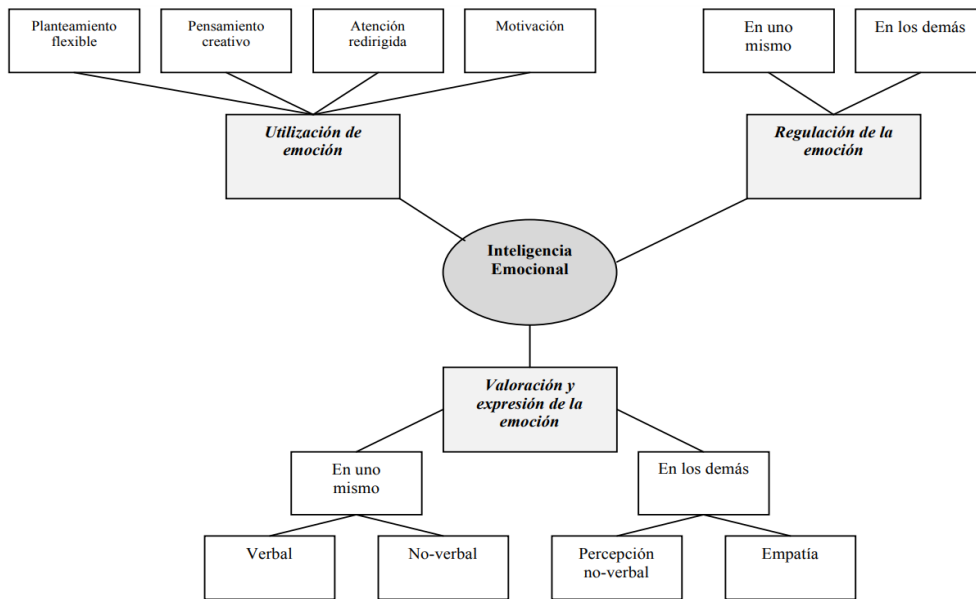 Planteamiento
flexible
Pensamiento
creativo
Atención
redirigida
Motivación
En uno
mismo
En los demás
Utilización de
emoción
Regulación de la
emoción
Inteligencia
Emocional
Valoración y
expresión de la
emoción
En uno
mismo
En los demás
Verbal
No-verbal
Percepción
no-verbal
Empatía